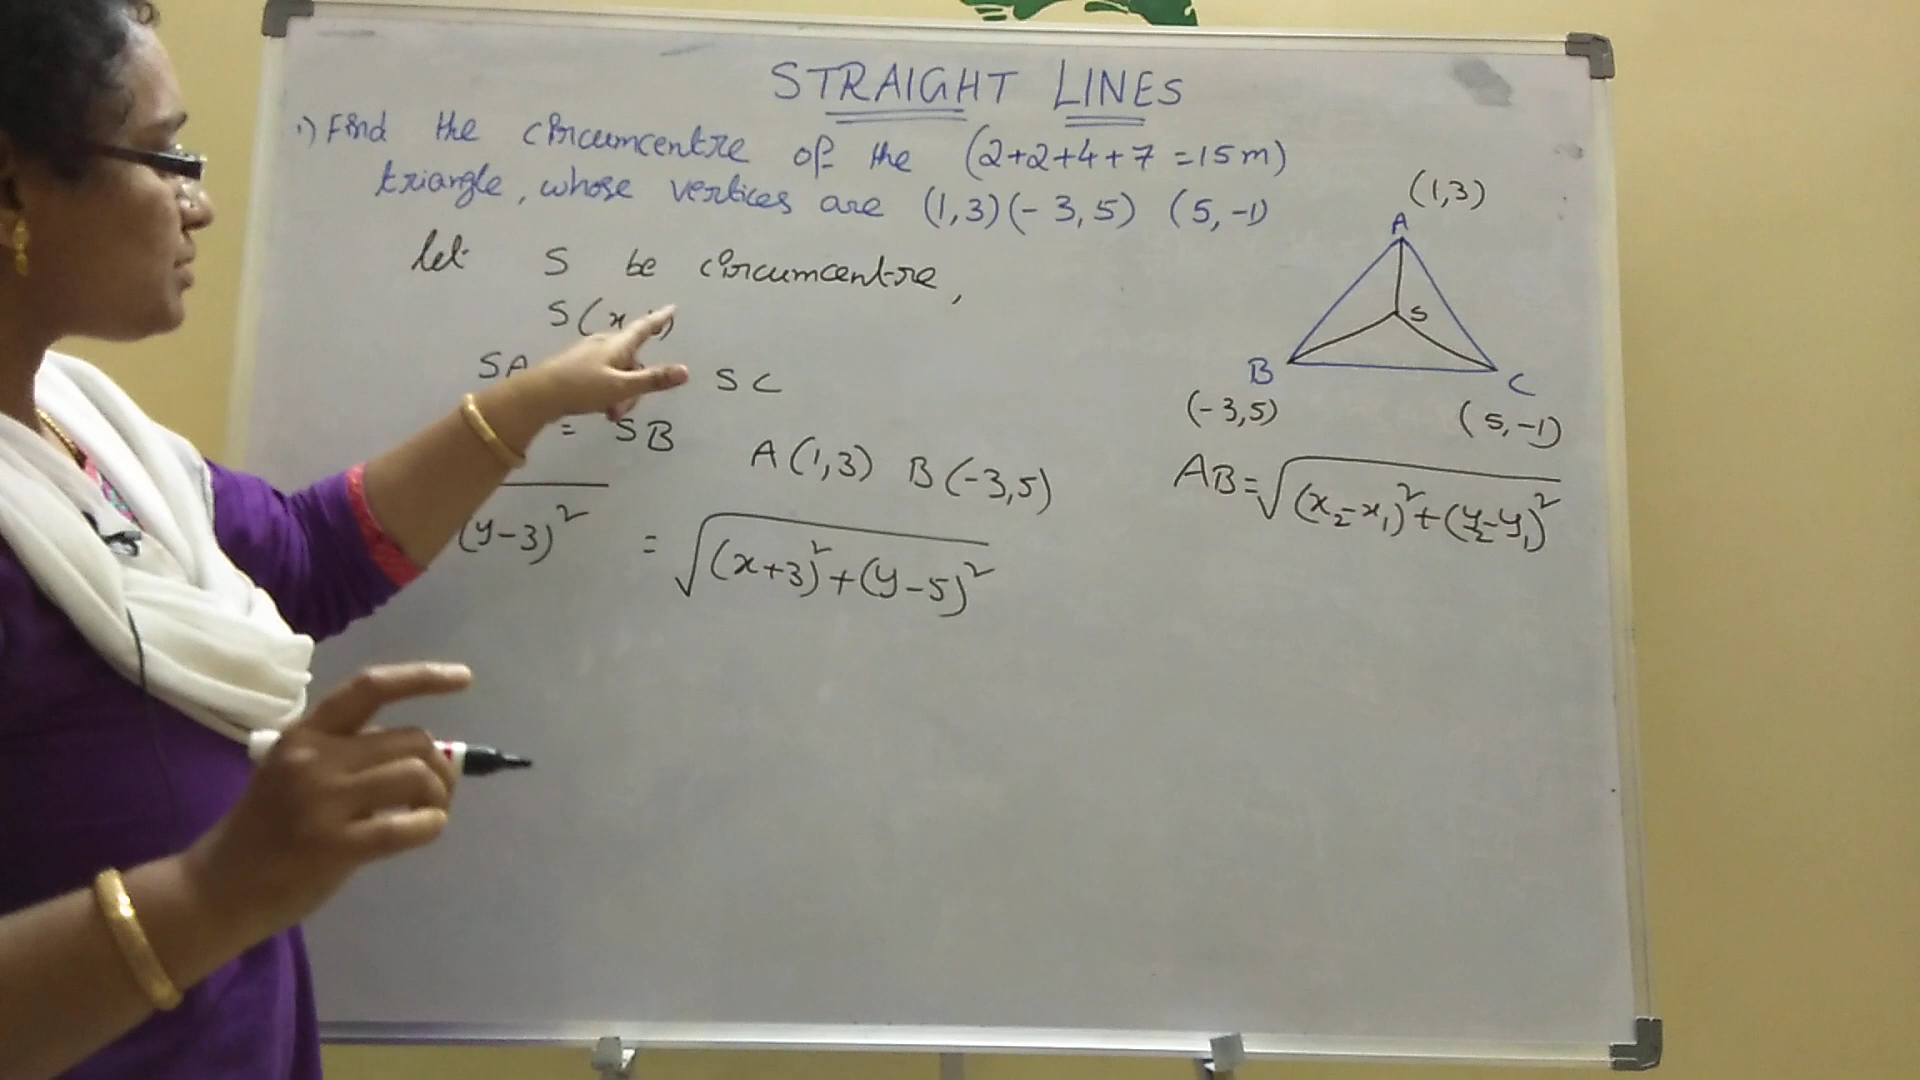 STRAIGHT LINES
1) Find the circumcentre of the (2+2+4+7 = 15m)
triangle, whose vertices are (1,3) (-3,5) (5,-1)
let S be circumcentre,
S(x
SA SC
= SB
A(1,3) B(-3,5)
(y-3)² = √(x+3)²+(y-5)²
(1,3)
A
S
B C
(-3,5) (5,-1)
AB=√(x₂-x₁)²+(y₂-y₁)²